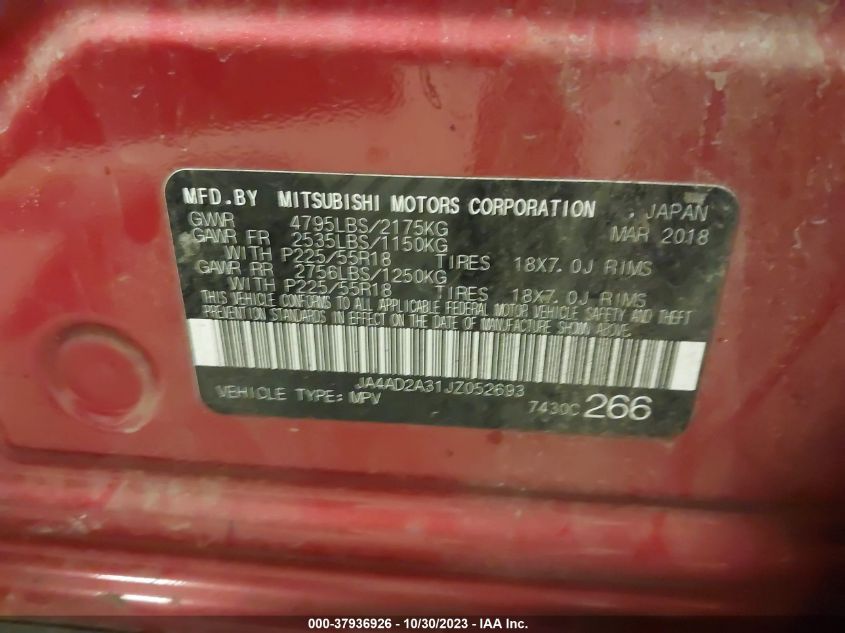 MFD.BY MITSUBISHI MOTORS CORPORATION , JAPAN
GVWR 4795LBS/2175KG MAR 2018
GAWR FR 2535LBS/1150KG
WITH P225/55R18 TIRES 18X7.0J RIMS
GAWR RR 2756LBS/1250KG
WITH P225/55R18 TIRES 18X7.0J RIMS
THIS VEHICLE CONFORMS TO ALL APPLICABLE FEDERAL MOTOR VEHICLE SAFETY AND THEFT
PREVENTION STANDARDS IN EFFECT ON THE DATE OF MANUFACTURE SHOWN ABOVE.
JA4AD2A31JZ052693
VEHICLE TYPE: MPV 7430C 266
000-37936926 - 10/30/2023 - IAA Inc.